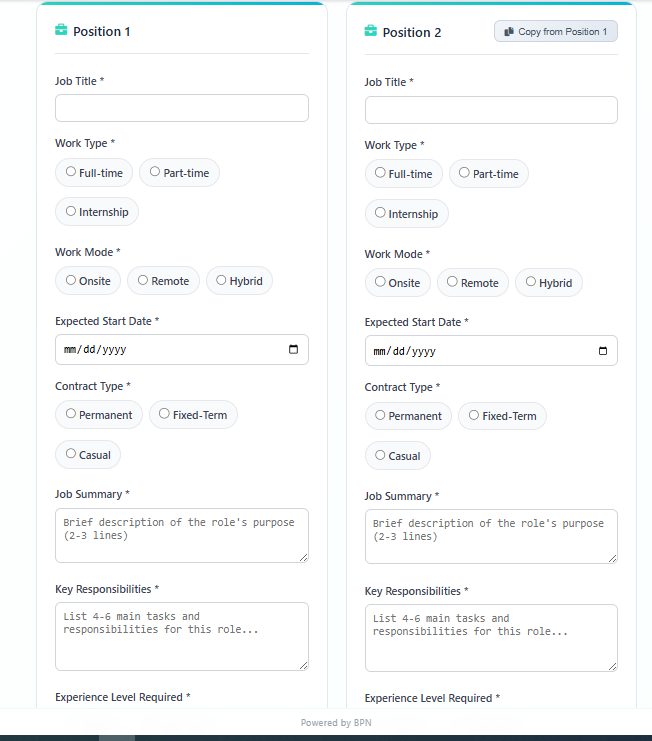 Position 1
Job Title *
Work Type *
Full-time Part-time
Internship
Work Mode *
Onsite Remote Hybrid
Expected Start Date *
mm/dd/yyyy
Contract Type *
Permanent Fixed-Term
Casual
Job Summary *
Brief description of the role's purpose
(2-3 lines)
Key Responsibilities *
List 4-6 main tasks and
responsibilities for this role...
Experience Level Required *
Position 2
Copy from Position 1
Job Title *
Work Type *
Full-time Part-time
Internship
Work Mode *
Onsite Remote Hybrid
Expected Start Date *
mm/dd/yyyy
Contract Type *
Permanent Fixed-Term
Casual
Job Summary *
Brief description of the role's purpose
(2-3 lines)
Key Responsibilities *
List 4-6 main tasks and
responsibilities for this role...
Experience Level Required *
Powered by BPN